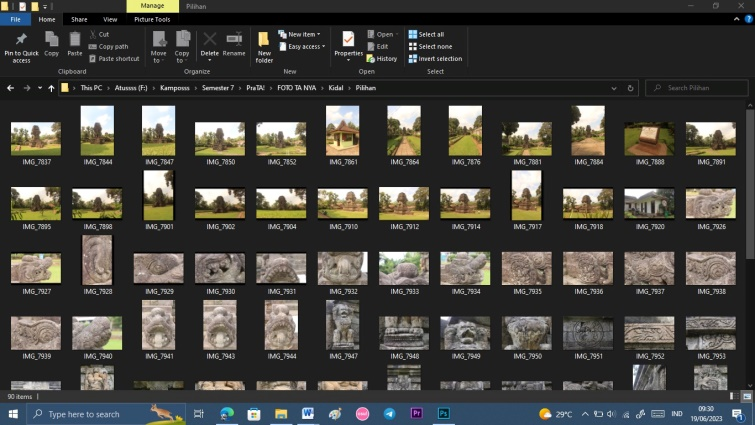 Manage
Pilihan
File
Home
Share
View
Picture Tools
Pin to Quick access
Copy
Paste
Cut
Copy path
Paste shortcut
Clipboard
Move to
Copy to
Delete
Rename
Organize
New folder
New item
Easy access
New
Properties
Open
Edit
History
Open
Select all
Select none
Invert selection
Select
This PC > Atussss (F:) > Kamposss > Semester 7 > PraTA! > FOTO TA NYA > Kidal > Pilihan
Search Pilihan
IMG_7837 IMG_7844 IMG_7847 IMG_7850 IMG_7852 IMG_7861 IMG_7864 IMG_7876 IMG_7881 IMG_7884 IMG_7888 IMG_7891
IMG_7895 IMG_7898 IMG_7901 IMG_7902 IMG_7904 IMG_7910 IMG_7912 IMG_7914 IMG_7917 IMG_7918 IMG_7920 IMG_7926
IMG_7927 IMG_7928 IMG_7929 IMG_7930 IMG_7931 IMG_7932 IMG_7933 IMG_7934 IMG_7935 IMG_7936 IMG_7937 IMG_7938
IMG_7939 IMG_7940 IMG_7941 IMG_7943 IMG_7944 IMG_7947 IMG_7948 IMG_7949 IMG_7950 IMG_7951 IMG_7952 IMG_7953
90 items
Type here to search
29°C
IND
09:30
19/06/2023